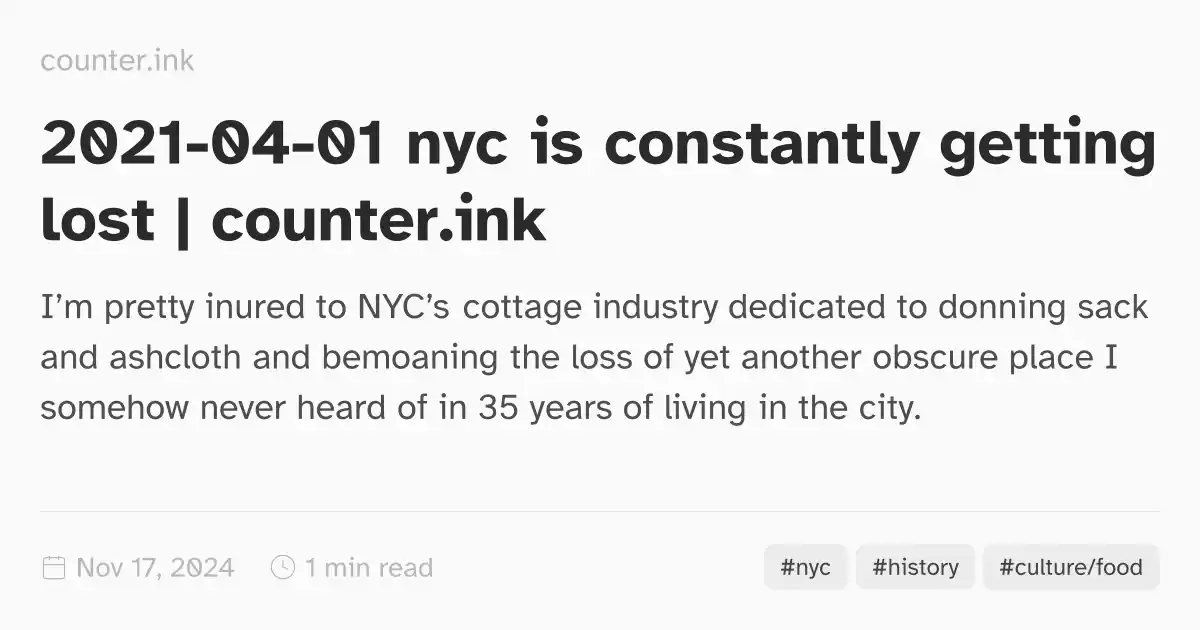 counter.ink
2021-04-01 nyc is constantly getting
lost | counter.ink
I’m pretty inured to NYC’s cottage industry dedicated to donning sack
and ashcloth and bemoaning the loss of yet another obscure place I
somehow never heard of in 35 years of living in the city.
Nov 17, 2024 1 min read #nyc #history #culture/food